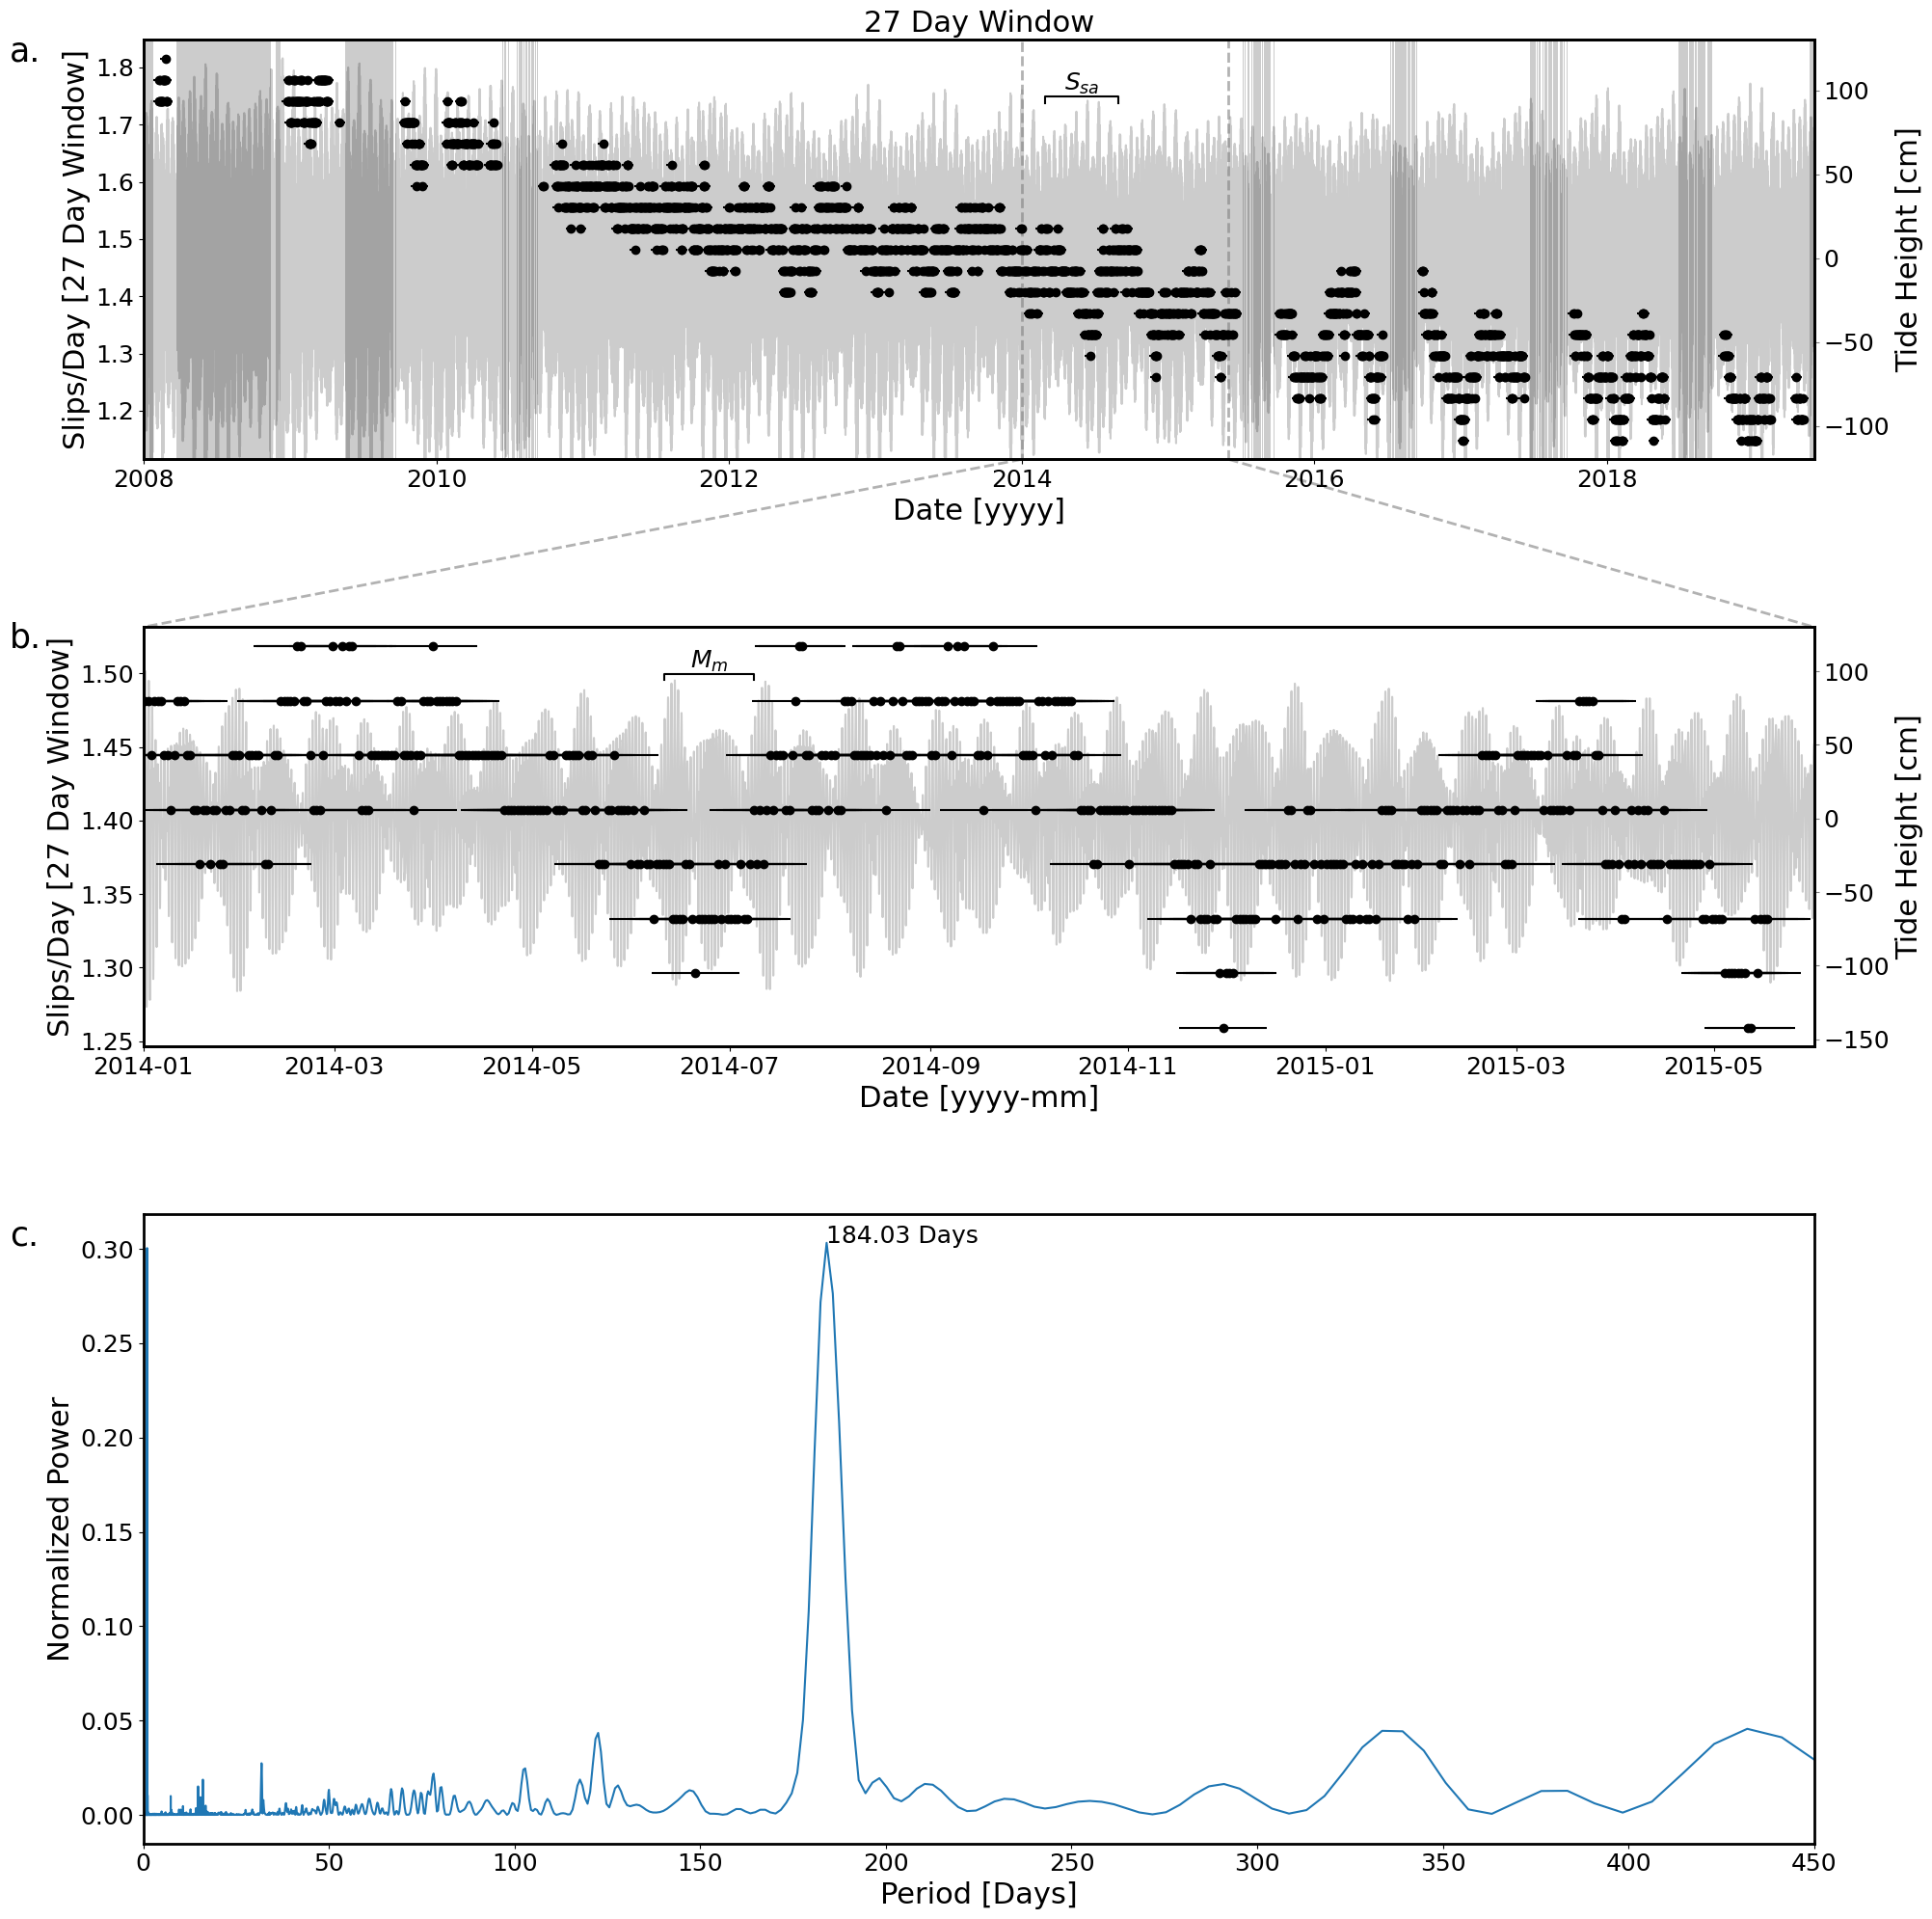 27 Day Window
a.
Slips/Day [27 Day Window]
1.8
1.7
1.6
1.5
1.4
1.3
1.2
S_sa
100
50
0
−50
−100
Tide Height [cm]
2008 2010 2012 2014 2016 2018
Date [yyyy]
b.
Slips/Day [27 Day Window]
1.50
1.45
1.40
1.35
1.30
1.25
M_m
100
50
0
−50
−100
−150
Tide Height [cm]
2014-01 2014-03 2014-05 2014-07 2014-09 2014-11 2015-01 2015-03 2015-05
Date [yyyy-mm]
c.
184.03 Days
Normalized Power
0.30
0.25
0.20
0.15
0.10
0.05
0.00
0 50 100 150 200 250 300 350 400 450
Period [Days]